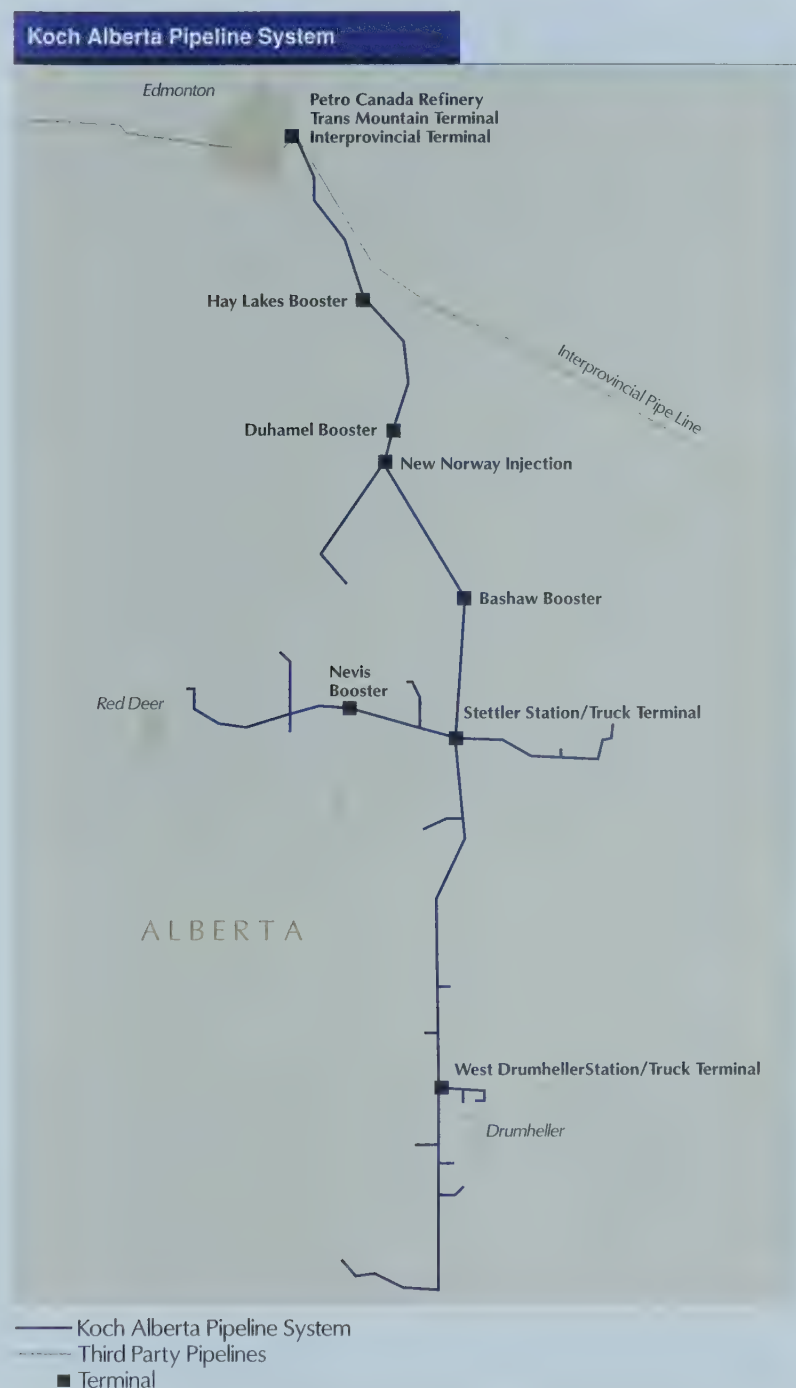 Koch Alberta Pipeline System
Edmonton
Petro Canada Refinery
Trans Mountain Terminal
Interprovincial Terminal
Hay Lakes Booster
Interprovincial Pipe Line
Duhamel Booster
New Norway Injection
Bashaw Booster
Nevis
Booster
Red Deer
Stettler Station/Truck Terminal
ALBERTA
West DrumhellerStation/Truck Terminal
Drumheller
Koch Alberta Pipeline System
Third Party Pipelines
Terminal